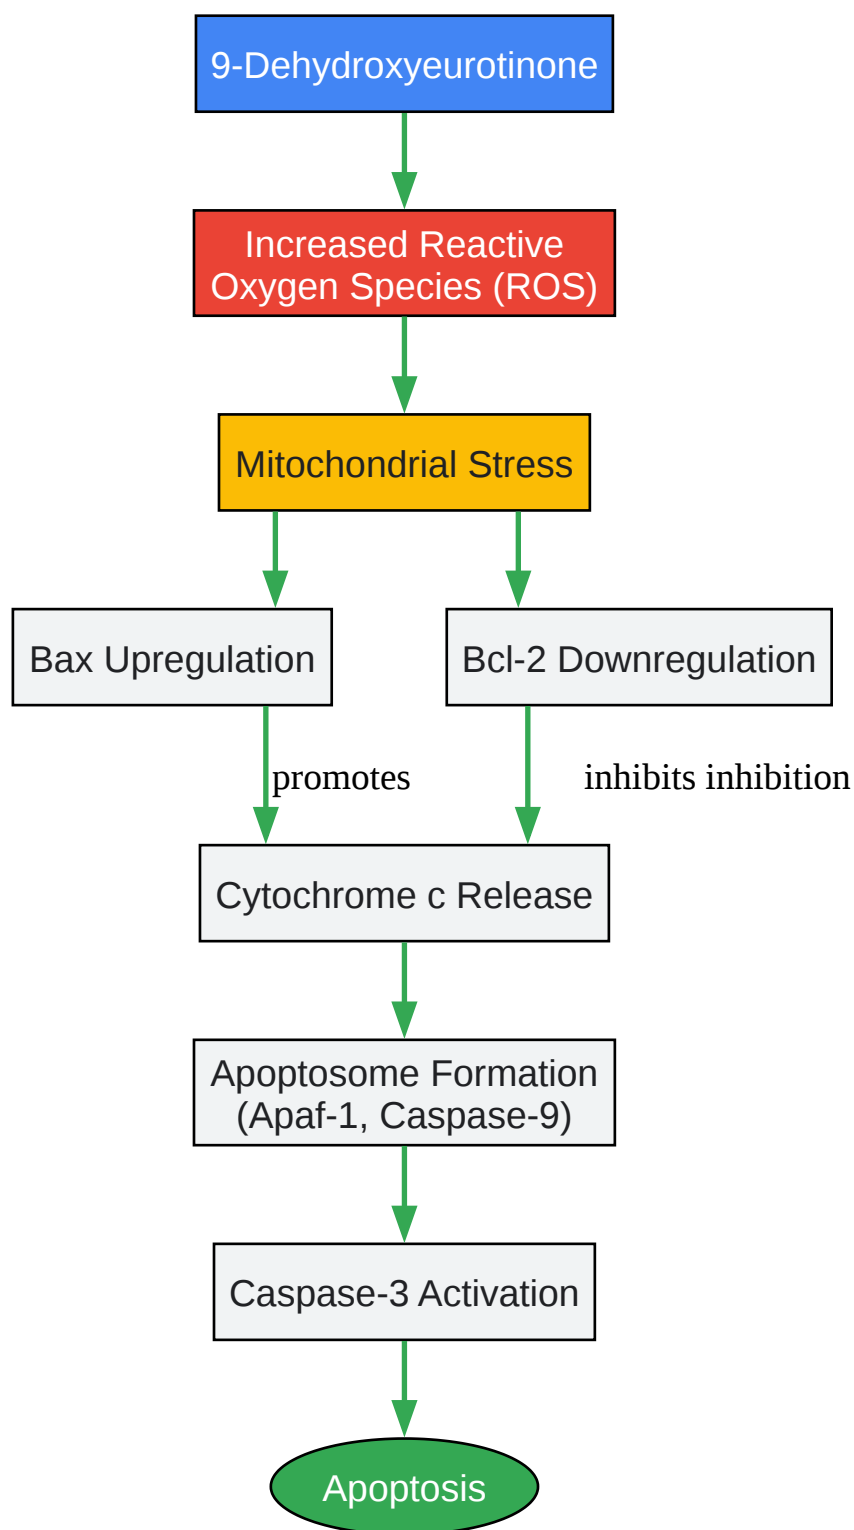 9-Dehydroxyeurotinone
Increased Reactive
Oxygen Species (ROS)
Mitochondrial Stress
Bax Upregulation
Bcl-2 Downregulation
promotes
inhibits inhibition
Cytochrome c Release
Apoptosome Formation
(Apaf-1, Caspase-9)
Caspase-3 Activation
Apoptosis